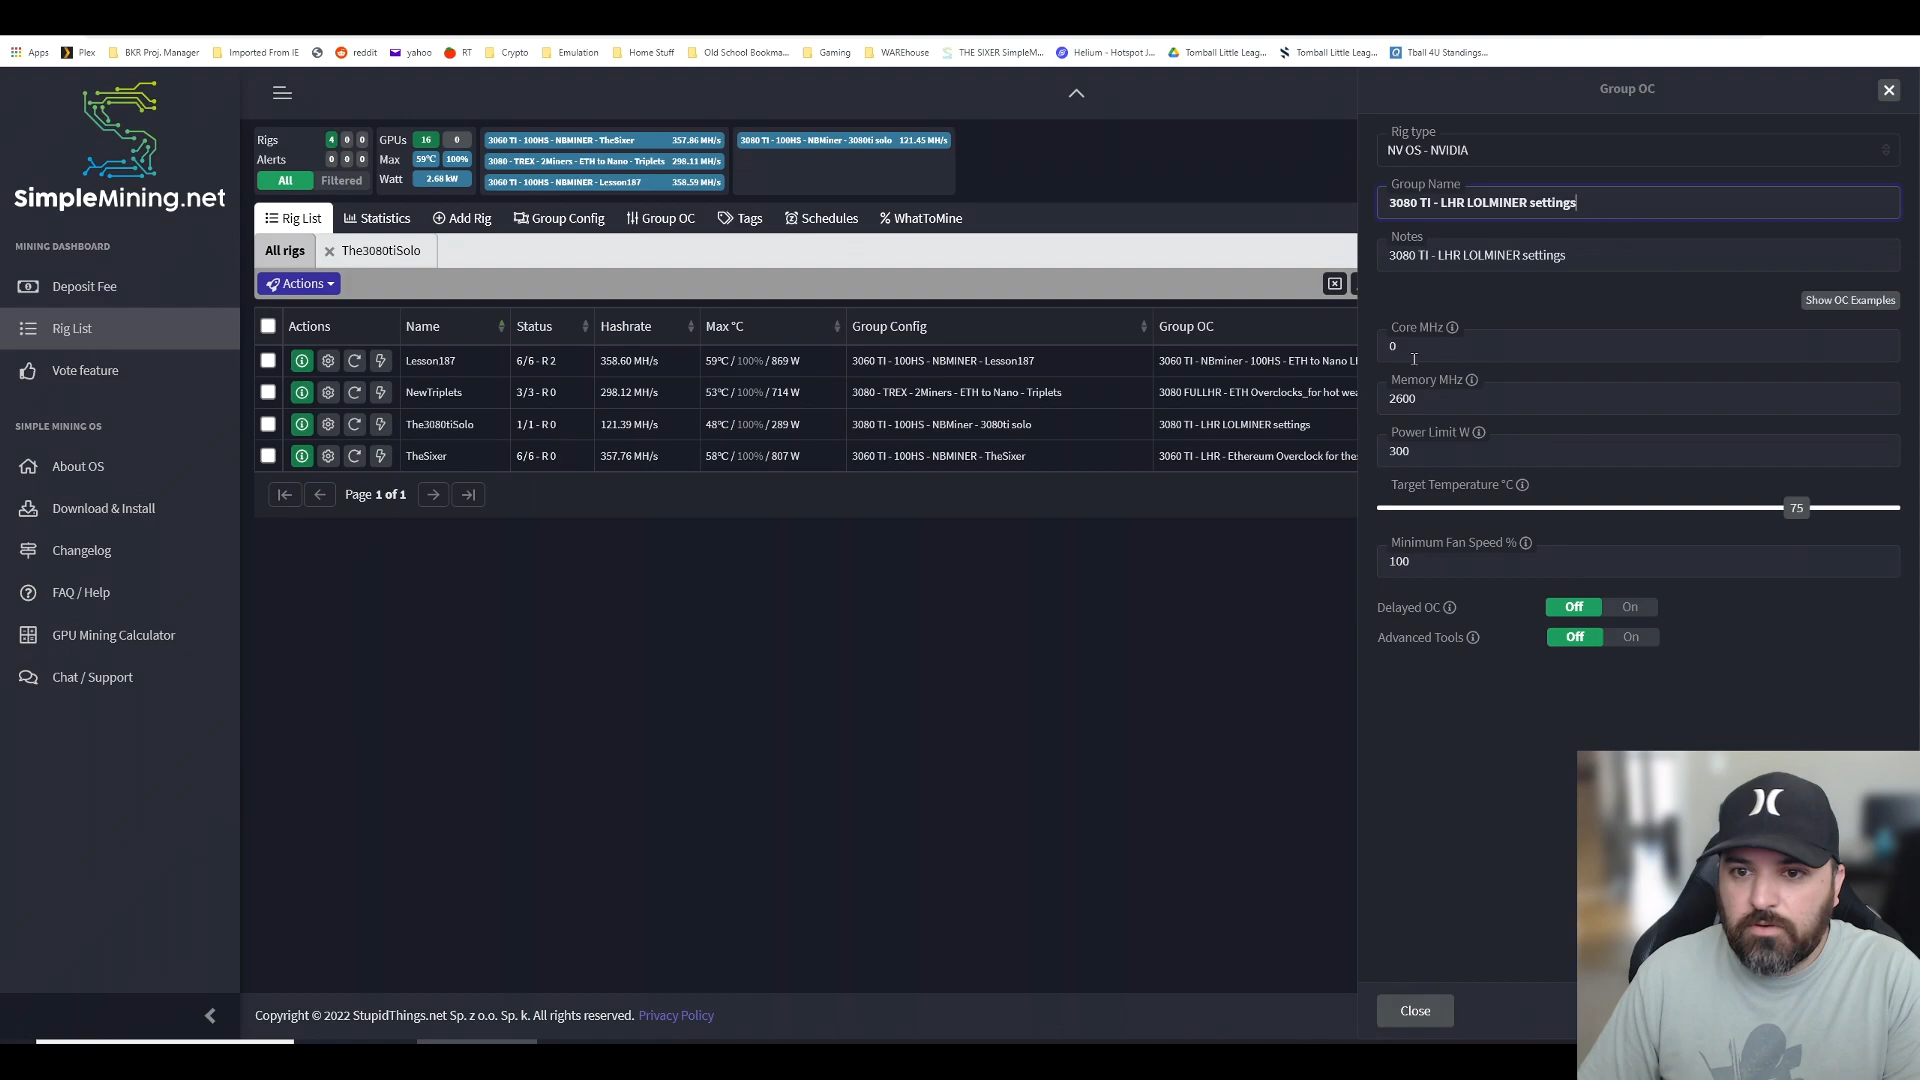 Apps Plex BKR Proj. Manager Imported From IE reddit yahoo RT Crypto Emulation Home Stuff Old School Bookma... Gaming WAREhouse THE SIXER SimpleM... Helium - Hotspot J... Tomball Little Leag... Tomball Little Leag... Tball 4U Standings...
SimpleMining.net
MINING DASHBOARD
Deposit Fee
Rig List
Vote feature
SIMPLE MINING OS
About OS
Download & Install
Changelog
FAQ / Help
GPU Mining Calculator
Chat / Support
Rigs 4 0 0 GPUs 16 0
Alerts 0 0 0 Max 59°C 100%
All Filtered Watt 2.68 kW
3060 TI - 100HS - NBMINER - TheSixer 357.86 MH/s
3080 - TREX - 2Miners - ETH to Nano - Triplets 298.11 MH/s
3060 TI - 100HS - NBMINER - Lesson187 358.59 MH/s
3080 TI - 100HS - NBMiner - 3080ti solo 121.45 MH/s
Rig List Statistics Add Rig Group Config Group OC Tags Schedules WhatToMine
All rigs The3080tiSolo
Actions
Actions Name Status Hashrate Max °C Group Config Group OC
Lesson187 6/6 - R 2 358.60 MH/s 59°C / 100% / 869 W 3060 TI - 100HS - NBMINER - Lesson187 3060 TI - NBminer - 100HS - ETH to Nano LH
NewTriplets 3/3 - R 0 298.12 MH/s 53°C / 100% / 714 W 3080 - TREX - 2Miners - ETH to Nano - Triplets 3080 FULLHR - ETH Overclocks_for hot wea
The3080tiSolo 1/1 - R 0 121.39 MH/s 48°C / 100% / 289 W 3080 TI - 100HS - NBMiner - 3080ti solo 3080 TI - LHR LOLMINER settings
TheSixer 6/6 - R 0 357.76 MH/s 58°C / 100% / 807 W 3060 TI - 100HS - NBMINER - TheSixer 3060 TI - LHR - Ethereum Overclock for the
Page 1 of 1
Copyright © 2022 StupidThings.net Sp. z o.o. Sp. k. All rights reserved. Privacy Policy
Group OC
Rig type
NV OS - NVIDIA
Group Name
3080 TI - LHR LOLMINER settings
Notes
3080 TI - LHR LOLMINER settings
Show OC Examples
Core MHz
0
Memory MHz
2600
Power Limit W
300
Target Temperature °C
75
Minimum Fan Speed %
100
Delayed OC Off On
Advanced Tools Off On
Close